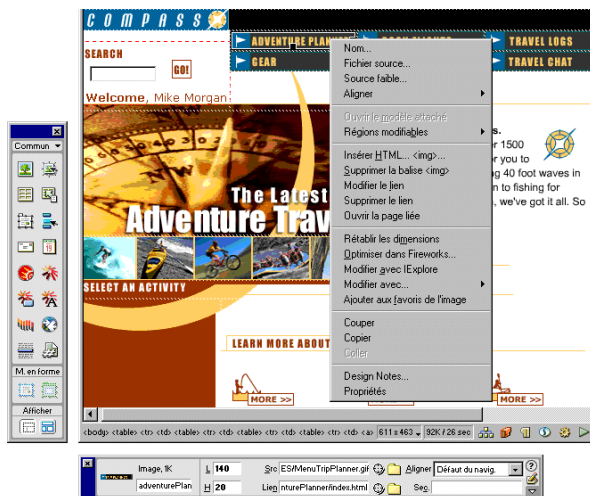 COMPASS
ADVENTURE PLANNER
TRAVEL LOGS
GEAR
TRAVEL CHAT
SEARCH
GO!
Welcome, Mike Morgan
The Latest
Adventure Trav
SELECT AN ACTIVITY
LEARN MORE ABOUT
MORE >>
MORE >>
s.
r 1500
or you to
g 40 foot waves in
n to fishing for
, we've got it all. So
Nom...
Fichier source...
Source faible...
Aligner
Ouvrir le modèle attaché
Régions modifiables
Insérer HTML... <img>...
Supprimer la balise <img>
Modifier le lien
Supprimer le lien
Ouvrir la page liée
Rétablir les dimensions
Optimiser dans Fireworks...
Modifier avec IExplore
Modifier avec...
Ajouter aux favoris de l'image
Couper
Copier
Coller
Design Notes...
Propriétés
Commun
M. en forme
Afficher
<body> <table> <tr> <td> <table> <tr> <td> <table> <tr> <td> <table> <tr> <td> <a> 611 x 463 92K / 26 sec
Image, 1K L 140 Src ES/MenuTripPlanner.gif Aligner Défaut du navig.
adventurePlan H 20 Lien nturePlanner/index.html Sec.